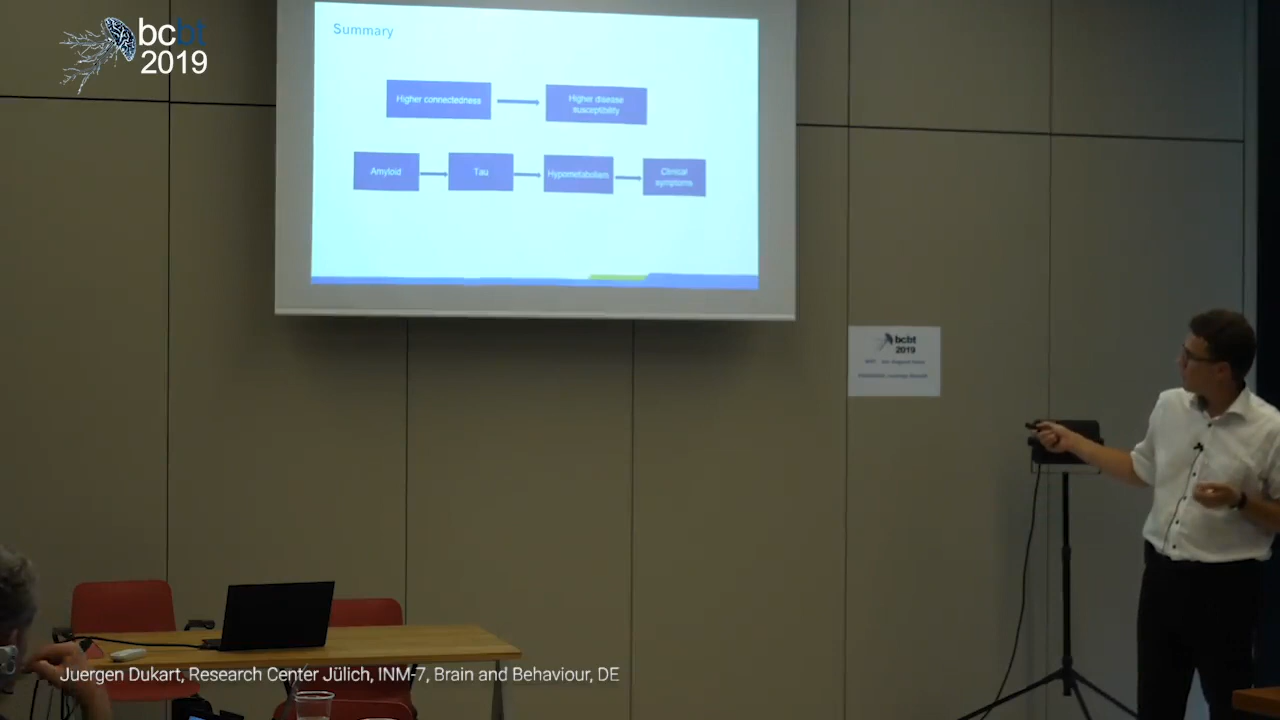 bcbt
2019
Summary
Higher connectedness
Higher disease
susceptibility
Amyloid
Tau
Hypometabolism
Clinical
symptoms
bcbt
2019
Juergen Dukart, Research Center Jülich, INM-7, Brain and Behaviour, DE